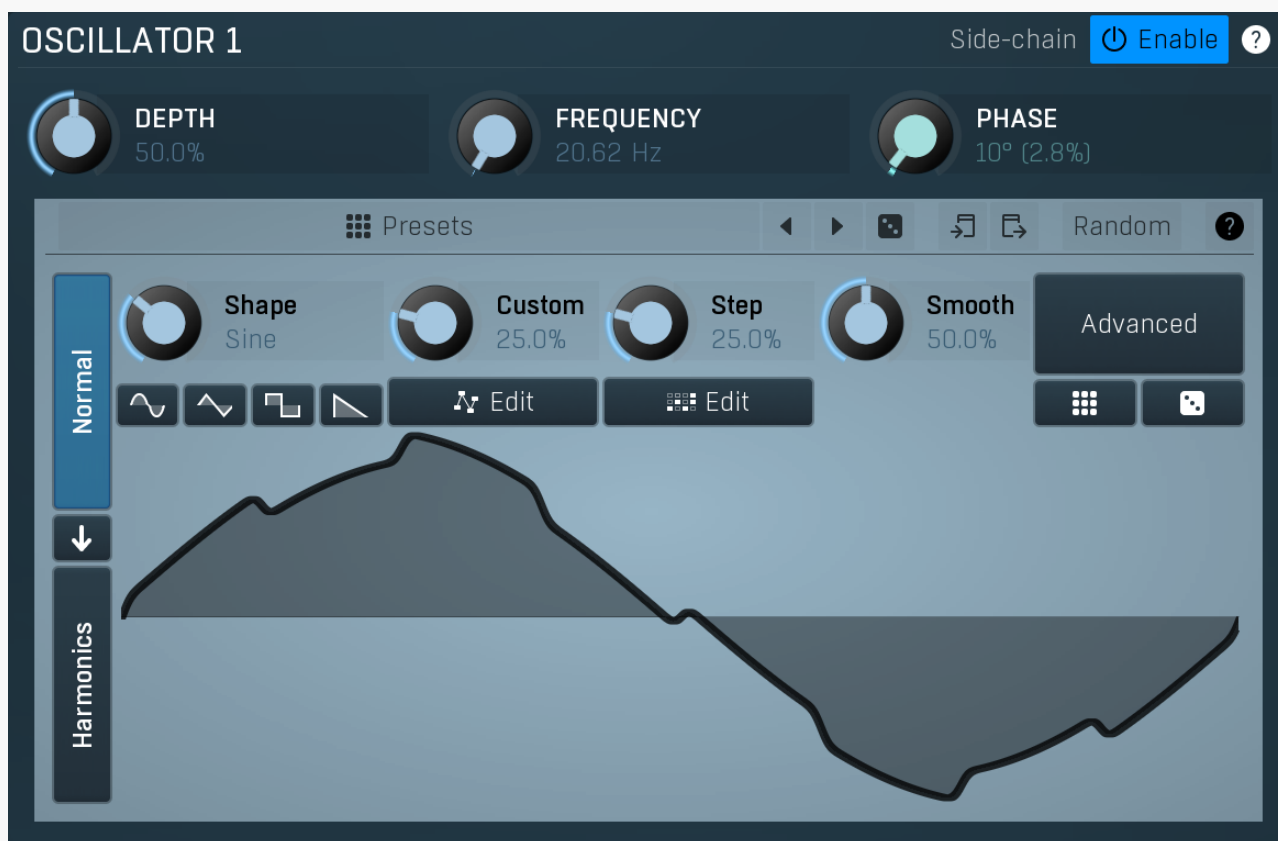 OSCILLATOR 1
Side-chain
Enable
?
DEPTH
50.0%
FREQUENCY
20.62 Hz
PHASE
10° (2.8%)
Presets
Random
?
Normal
Harmonics
Shape
Sine
Custom
25.0%
Step
25.0%
Smooth
50.0%
Advanced
Edit
Edit